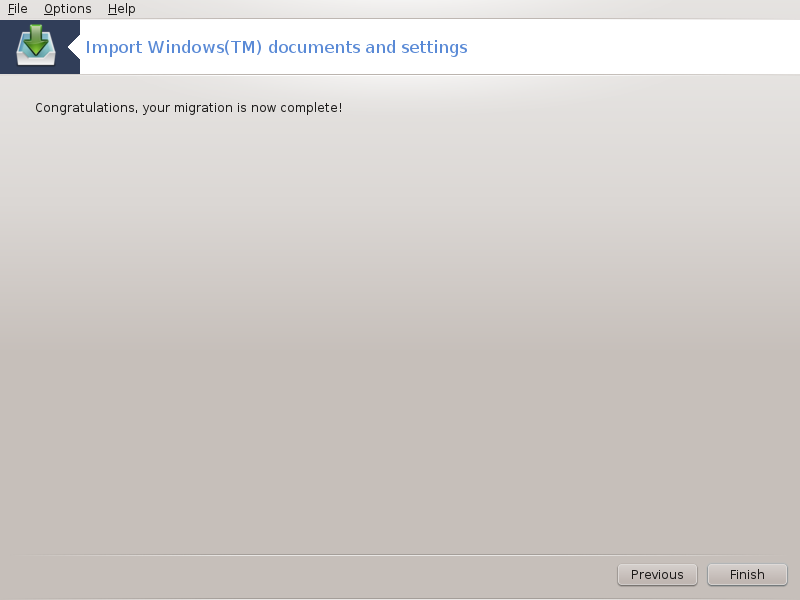 File Options Help
Import Windows(TM) documents and settings
Congratulations, your migration is now complete!
Previous Finish